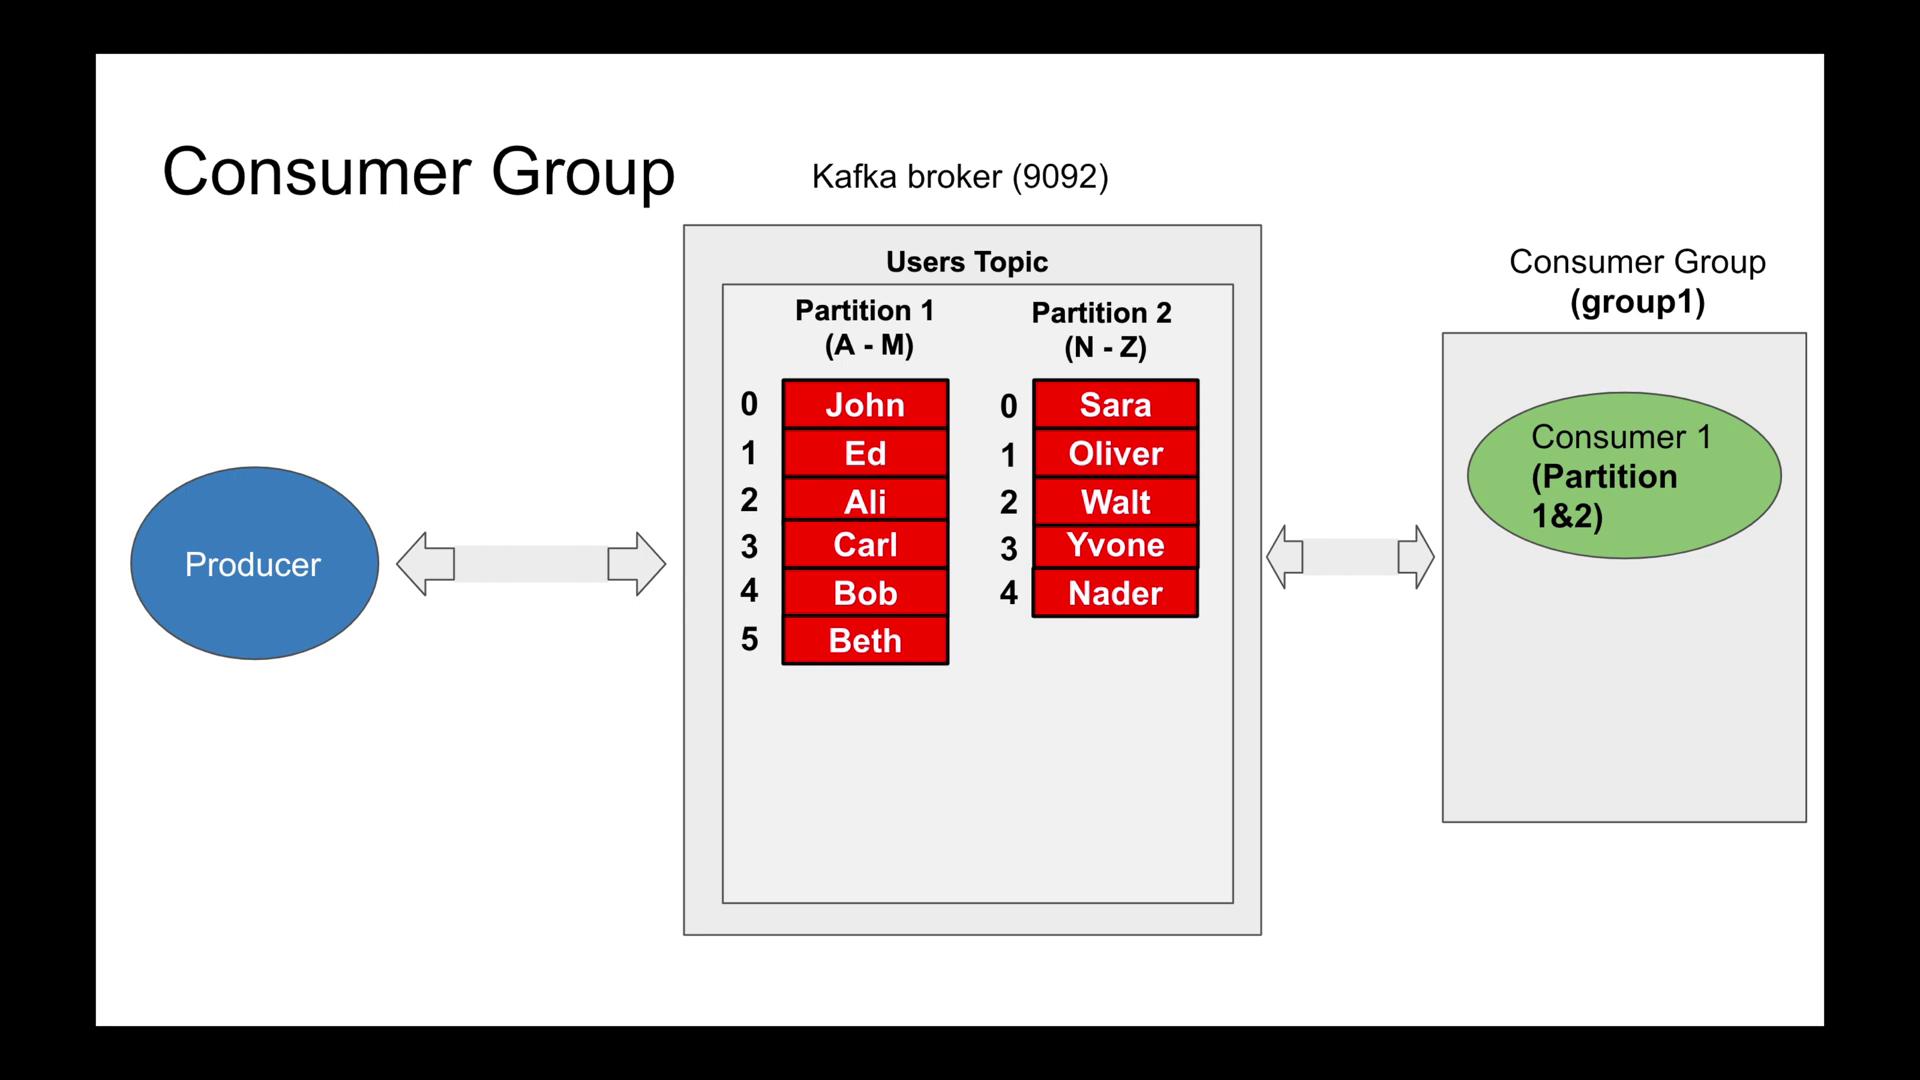 Consumer Group
Kafka broker (9092)
Users Topic
Partition 1
(A - M)
0 John
1 Ed
2 Ali
3 Carl
4 Bob
5 Beth
Partition 2
(N - Z)
0 Sara
1 Oliver
2 Walt
3 Yvone
4 Nader
Producer
Consumer Group
(group1)
Consumer 1
(Partition
1&2)